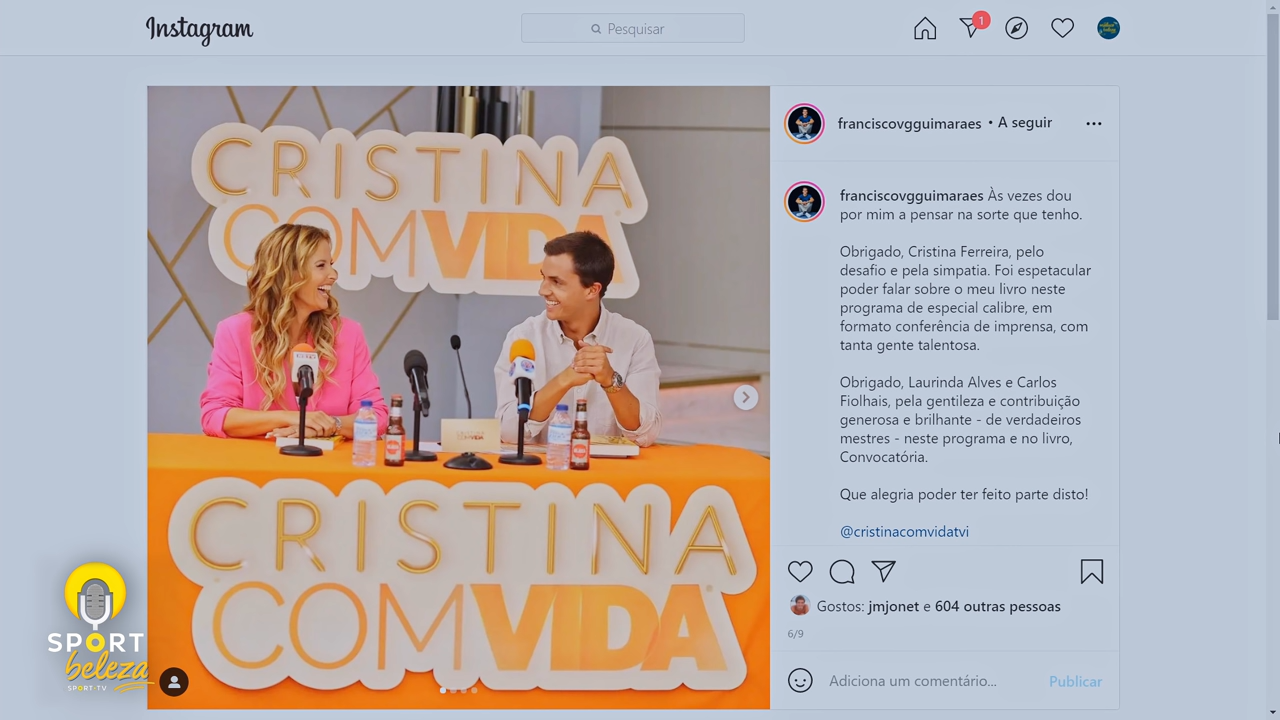 Instagram
Pesquisar
1
CRISTINA
COMVIDA
CRISTINA
COMVIDA
CRISTINA
COMVIDA
franciscovgguimaraes • A seguir
franciscovgguimaraes Às vezes dou
por mim a pensar na sorte que tenho.
Obrigado, Cristina Ferreira, pelo
desafio e pela simpatia. Foi espetacular
poder falar sobre o meu livro neste
programa de especial calibre, em
formato conferência de imprensa, com
tanta gente talentosa.
Obrigado, Laurinda Alves e Carlos
Fiolhais, pela gentileza e contribuição
generosa e brilhante - de verdadeiros
mestres - neste programa e no livro,
Convocatória.
Que alegria poder ter feito parte disto!
@cristinacomvidatvi
Gostos: jmjonet e 604 outras pessoas
6/9
Adiciona um comentário...
Publicar
SPORT
beleza
SPORT·TV